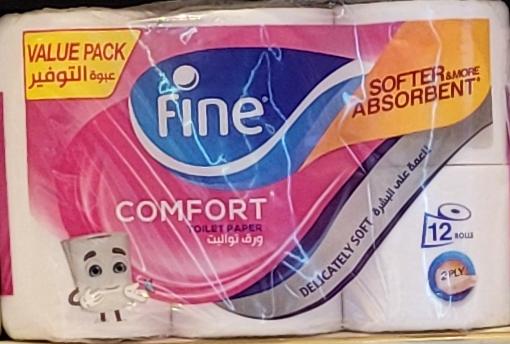 VALUE PACK
عبوة التوفير
Fine
SOFTER & MORE
ABSORBENT*
COMFORT
TOILET PAPER
ورق تواليت
DELICATELY SOFT ناعمة على البشرة
12 ROLLS
2 PLY